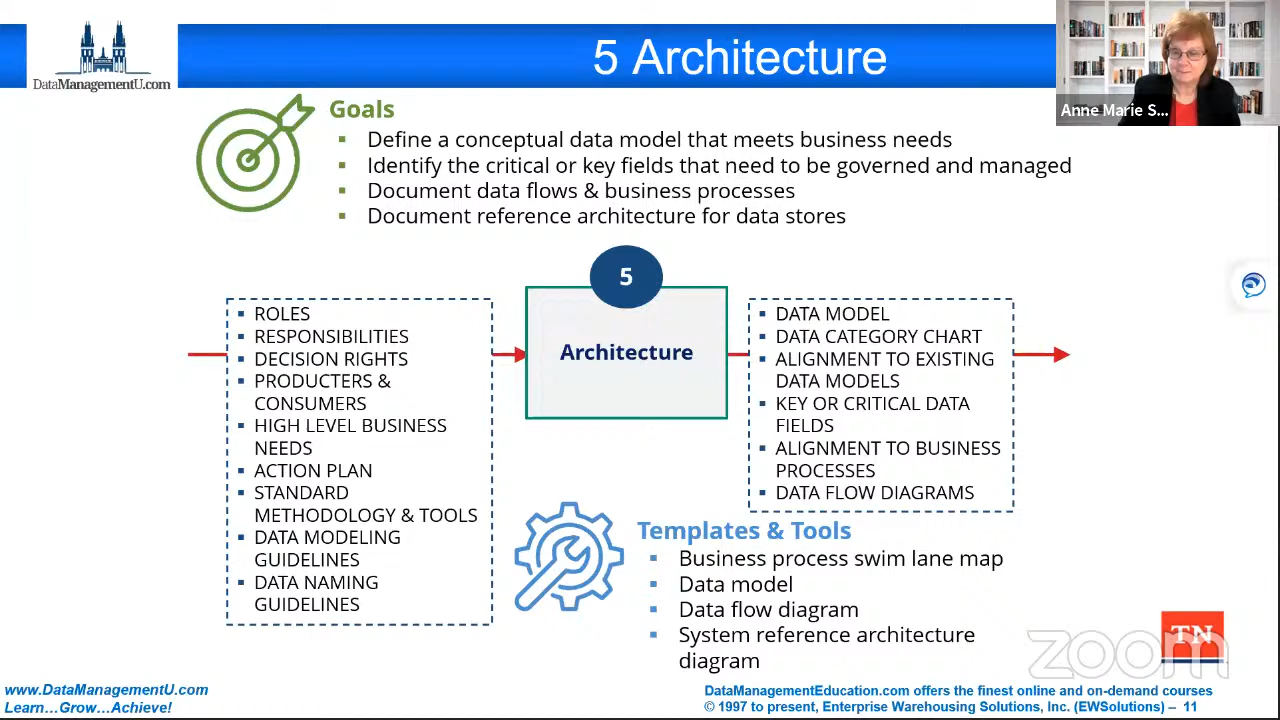 5 Architecture
DataManagementU.com
Anne Marie S...
Goals
Define a conceptual data model that meets business needs
Identify the critical or key fields that need to be governed and managed
Document data flows & business processes
Document reference architecture for data stores
ROLES
RESPONSIBILITIES
DECISION RIGHTS
PRODUCTERS &
CONSUMERS
HIGH LEVEL BUSINESS
NEEDS
ACTION PLAN
STANDARD
METHODOLOGY & TOOLS
DATA MODELING
GUIDELINES
DATA NAMING
GUIDELINES
5
Architecture
DATA MODEL
DATA CATEGORY CHART
ALIGNMENT TO EXISTING
DATA MODELS
KEY OR CRITICAL DATA
FIELDS
ALIGNMENT TO BUSINESS
PROCESSES
DATA FLOW DIAGRAMS
Templates & Tools
Business process swim lane map
Data model
Data flow diagram
System reference architecture
diagram
TN
zoom
www.DataManagementU.com
Learn…Grow…Achieve!
DataManagementEducation.com offers the finest online and on-demand courses
© 1997 to present, Enterprise Warehousing Solutions, Inc. (EWSolutions) – 11